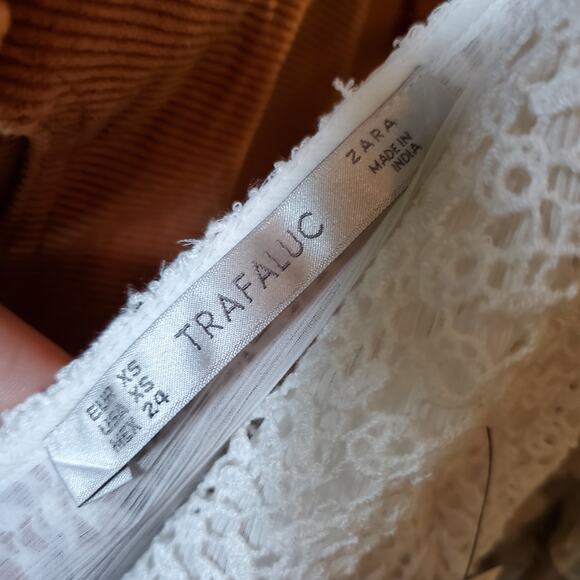 ZARA
MADE IN
INDIA
TRAFALUC
EUR XS
USA XS
MEX 24